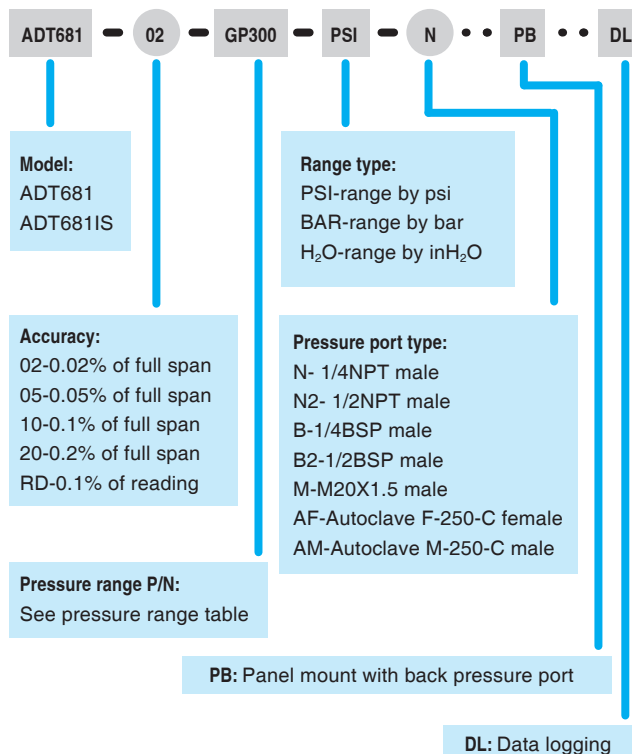 ADT681 – 02 – GP300 – PSI – N · · PB · · DL
Model:
ADT681
ADT681IS
Range type:
PSI-range by psi
BAR-range by bar
H₂O-range by inH₂O
Accuracy:
02-0.02% of full span
05-0.05% of full span
10-0.1% of full span
20-0.2% of full span
RD-0.1% of reading
Pressure port type:
N- 1/4NPT male
N2- 1/2NPT male
B-1/4BSP male
B2-1/2BSP male
M-M20X1.5 male
AF-Autoclave F-250-C female
AM-Autoclave M-250-C male
Pressure range P/N:
See pressure range table
PB: Panel mount with back pressure port
DL: Data logging